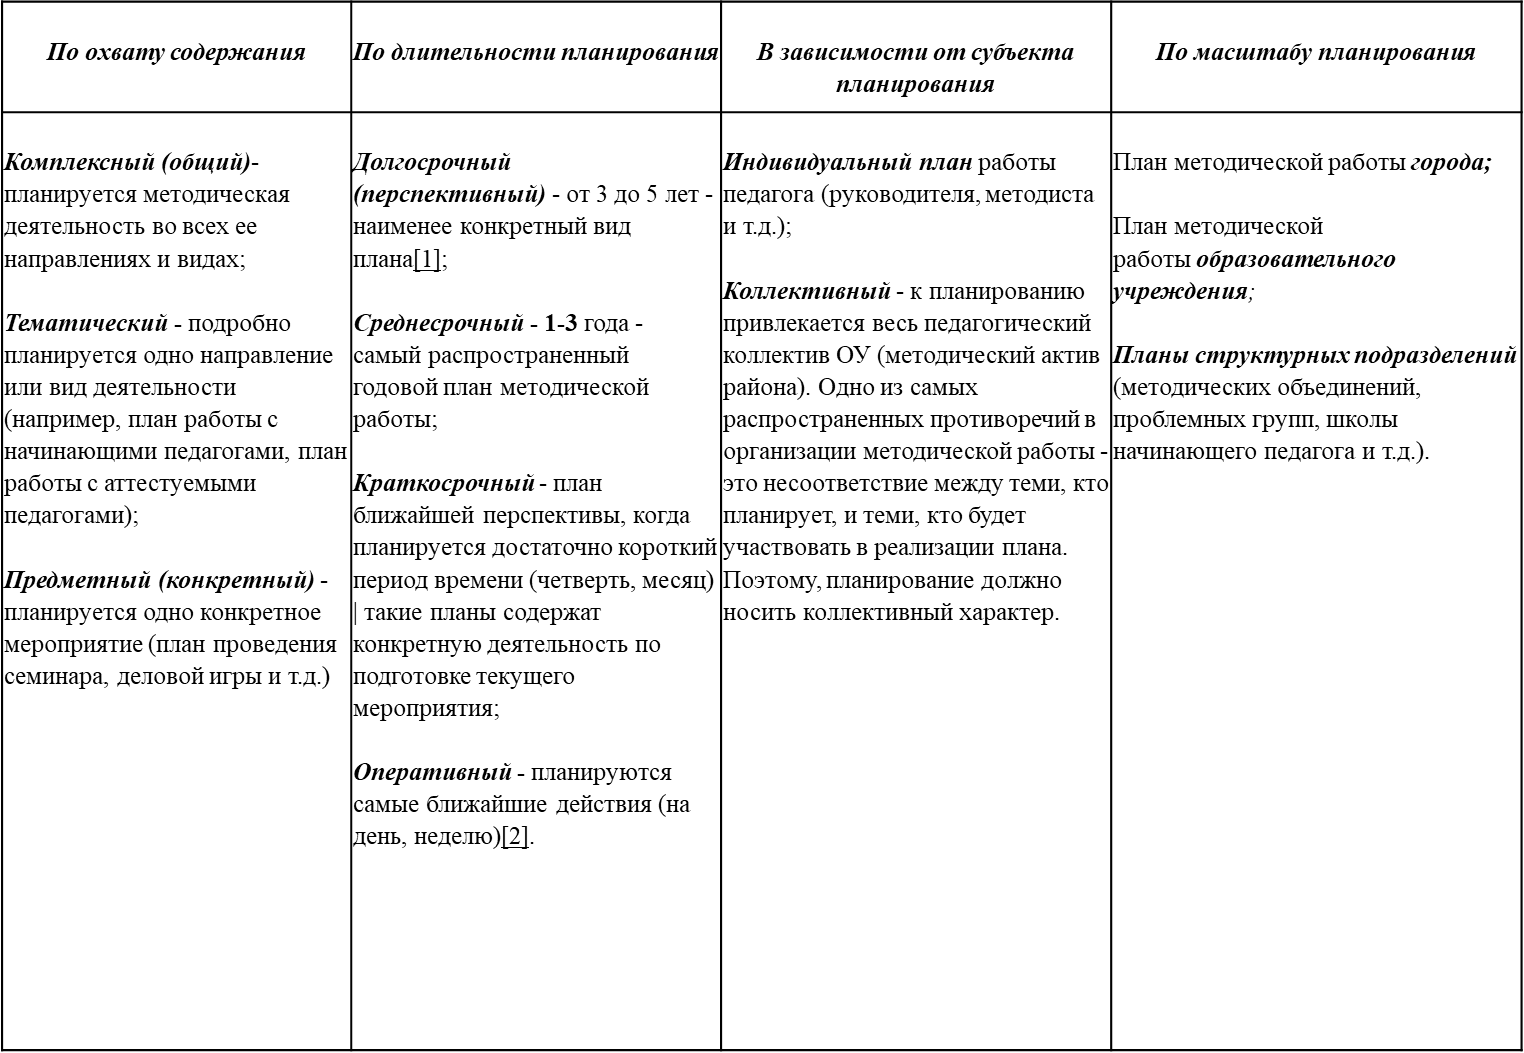 По охвату содержания
По длительности планирования
В зависимости от субъекта
планирования
По масштабу планирования
Комплексный (общий)-
планируется методическая
деятельность во всех ее
направлениях и видах;
Тематический - подробно
планируется одно направление
или вид деятельности
(например, план работы с
начинающими педагогами, план
работы с аттестуемыми
педагогами);
Предметный (конкретный) -
планируется одно конкретное
мероприятие (план проведения
семинара, деловой игры и т.д.)
Долгосрочный
(перспективный) - от 3 до 5 лет -
наименее конкретный вид
плана[1];
Среднесрочный - 1-3 года -
самый распространенный
годовой план методической
работы;
Краткосрочный - план
ближайшей перспективы, когда
планируется достаточно короткий
период времени (четверть, месяц)
| такие планы содержат
конкретную деятельность по
подготовке текущего
мероприятия;
Оперативный - планируются
самые ближайшие действия (на
день, неделю)[2].
Индивидуальный план работы
педагога (руководителя, методиста
и т.д.);
Коллективный - к планированию
привлекается весь педагогический
коллектив ОУ (методический актив
района). Одно из самых
распространенных противоречий в
организации методической работы -
это несоответствие между теми, кто
планирует, и теми, кто будет
участвовать в реализации плана.
Поэтому, планирование должно
носить коллективный характер.
План методической работы города;
План методической
работы образовательного
учреждения;
Планы структурных подразделений
(методических объединений,
проблемных групп, школы
начинающего педагога и т.д.).